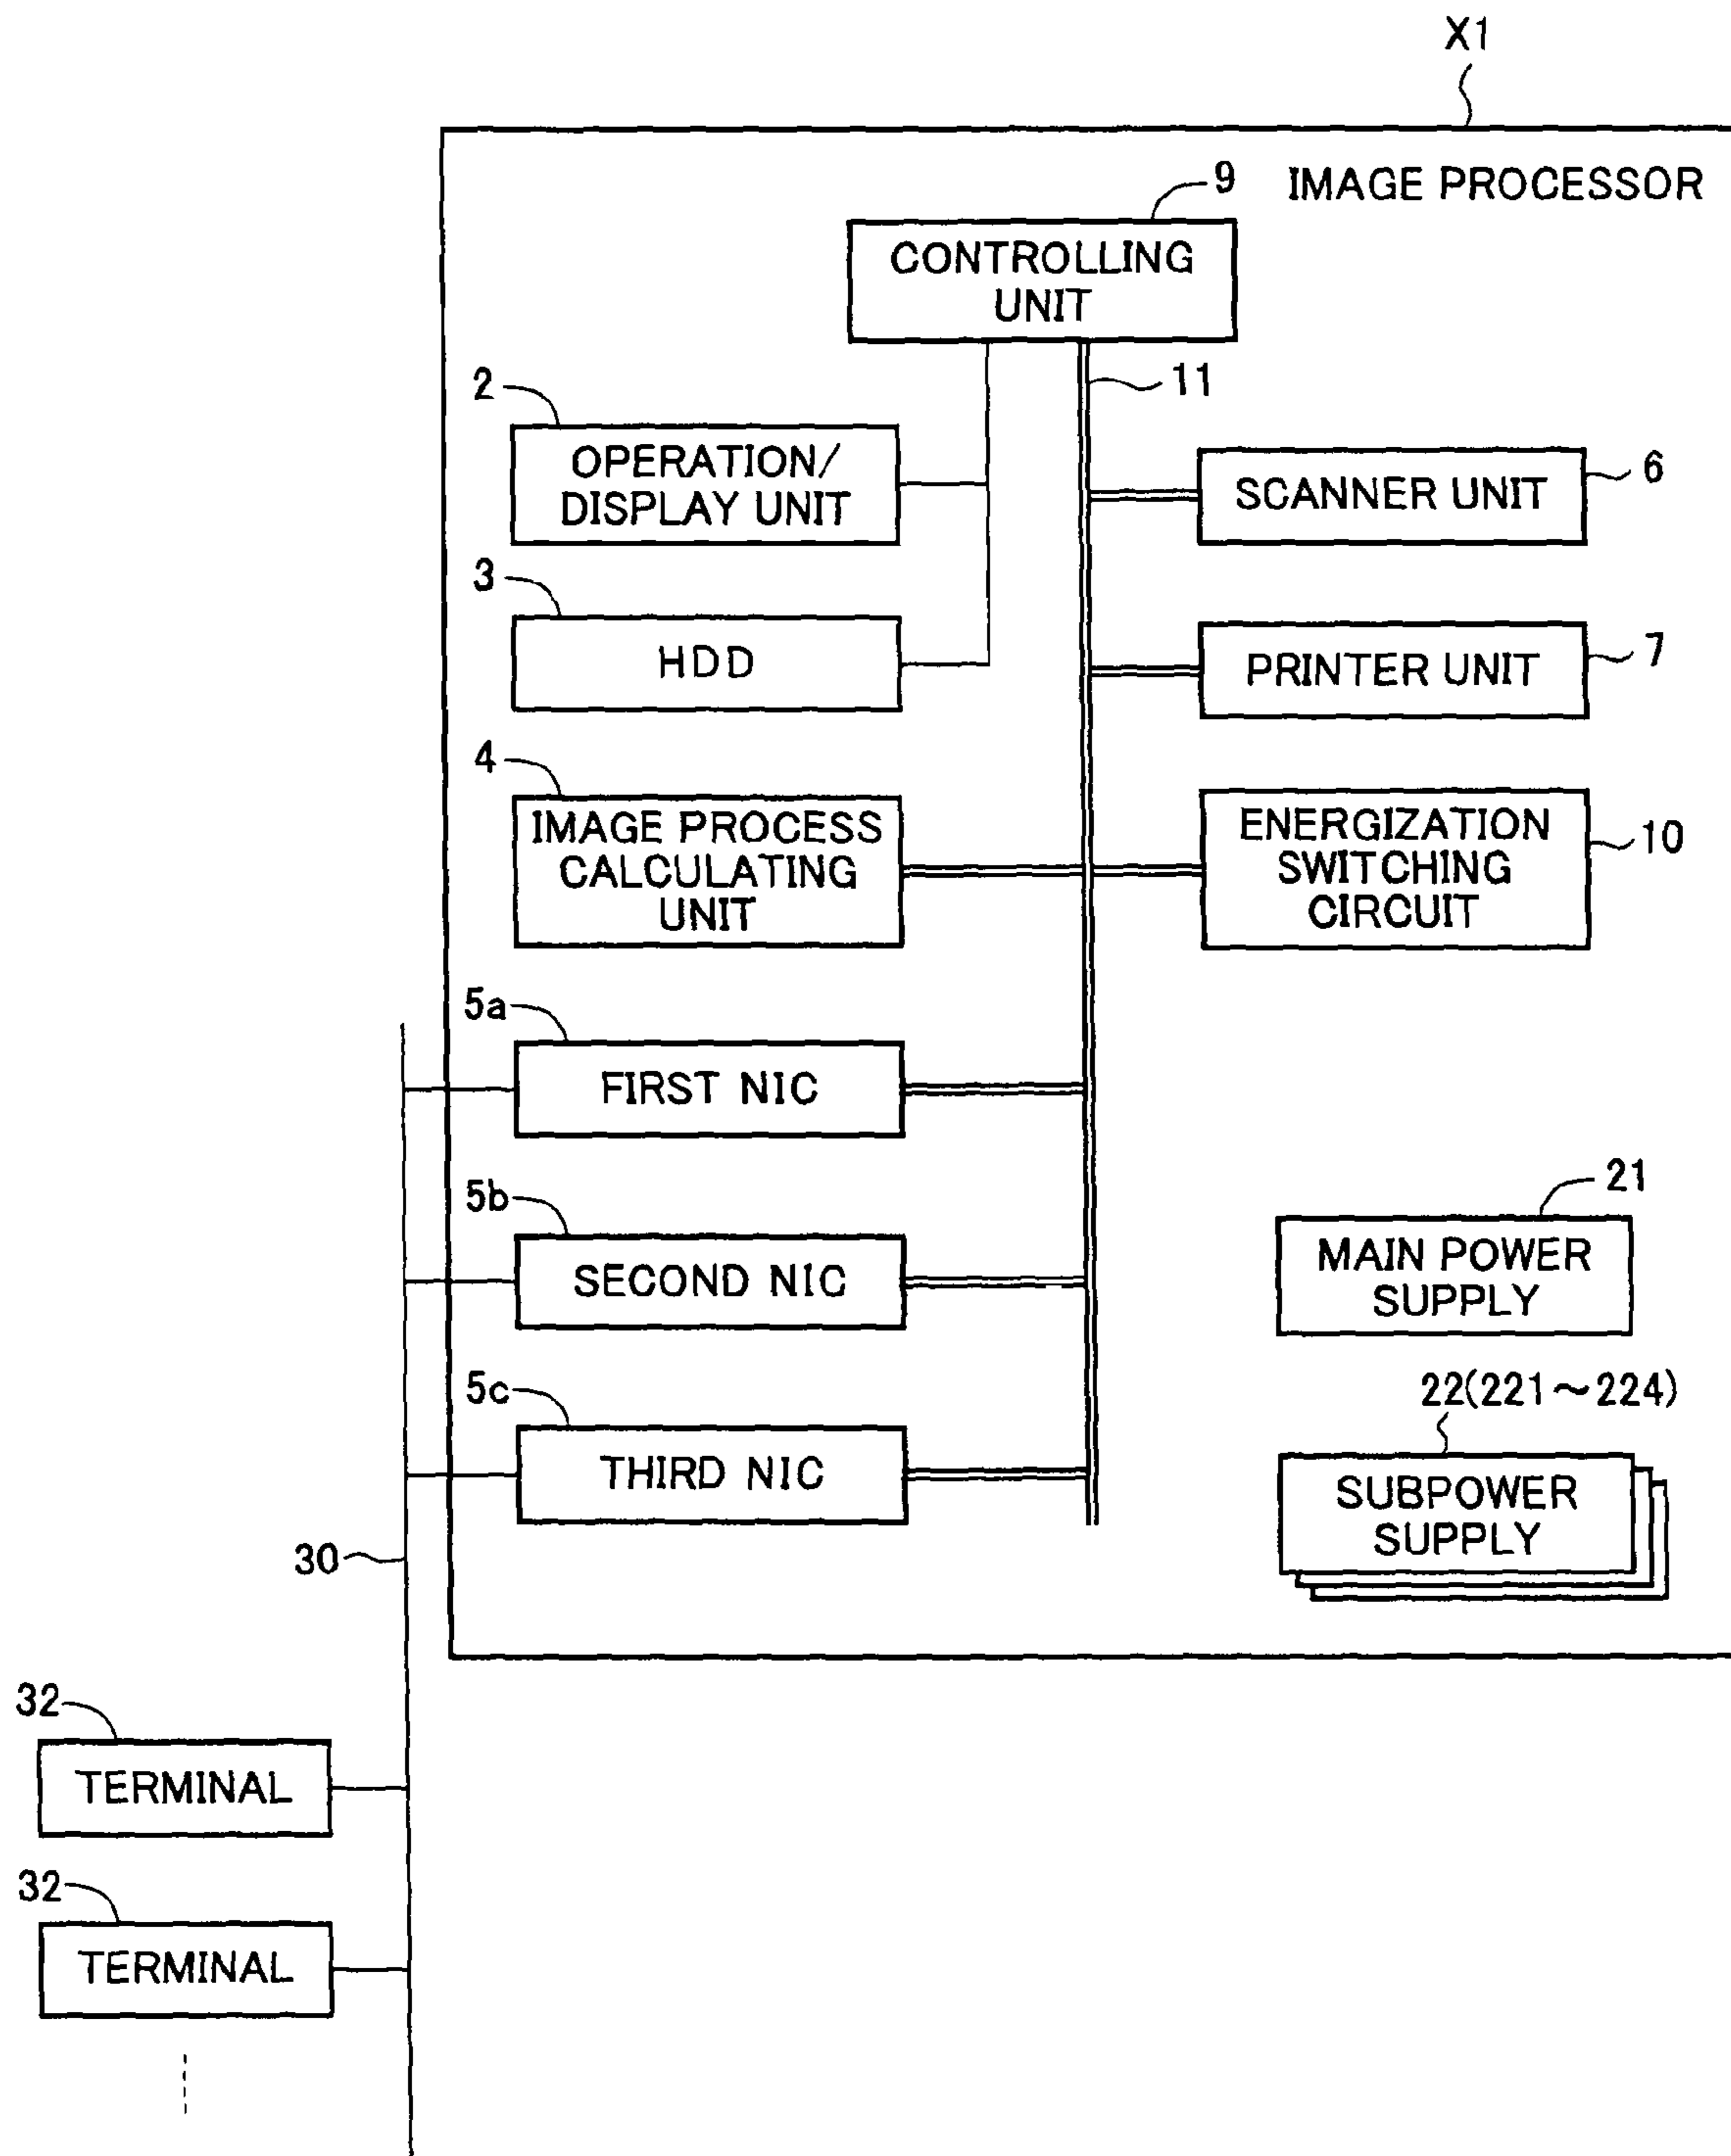 X1
IMAGE PROCESSOR
9
CONTROLLING
UNIT
11
2
OPERATION/
DISPLAY UNIT
6
SCANNER UNIT
3
HDD
7
PRINTER UNIT
4
IMAGE PROCESS
CALCULATING
UNIT
10
ENERGIZATION
SWITCHING
CIRCUIT
5a
FIRST NIC
5b
SECOND NIC
21
MAIN POWER
SUPPLY
5c
THIRD NIC
22(221～224)
SUBPOWER
SUPPLY
30
32
TERMINAL
32
TERMINAL